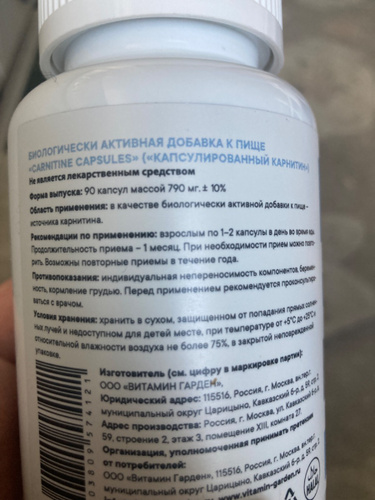 БИОЛОГИЧЕСКИ АКТИВНАЯ ДОБАВКА К ПИЩЕ
«CARNITINE CAPSULES» («КАПСУЛИРОВАННЫЙ КАРНИТИН»)
Не является лекарственным средством
Форма выпуска: 90 капсул массой 790 мг. ± 10%
Область применения: в качестве биологически активной добавки к пище –
источника карнитина.
Рекомендации по применению: взрослым по 1–2 капсулы в день во время еды.
Продолжительность приема – 1 месяц. При необходимости прием можно повто-
рить. Возможны повторные приемы в течение года.
Противопоказания: индивидуальная непереносимость компонентов, беремен-
ность, кормление грудью. Перед применением рекомендуется проконсультиро-
ваться с врачом.
Условия хранения: хранить в сухом, защищенном от попадания прямых солнеч-
ных лучей и недоступном для детей месте, при температуре от +5°C до +25°C и
относительной влажности воздуха не более 75%, в закрытой неповрежденной
упаковке.
Изготовитель (см. цифру в маркировке партии):
ООО «ВИТАМИН ГАРДЕН».
Юридический адрес: 115516, Россия, г. Москва, вн.тер.г.
муниципальный округ Царицыно, Кавказский б-р, д. 59,
Адрес производства: Россия, г. Москва, ул. Кавказский б-р,
59, строение 2, этаж 3, помещение XIII, комната 27.
Организация, уполномоченная принимать претензии
от потребителей:
ООО «Витамин Гарден», 115516, Россия, г. Москва,
муниципальный округ Царицыно, Кавказский б-р,
www.vitamin-garden.ru